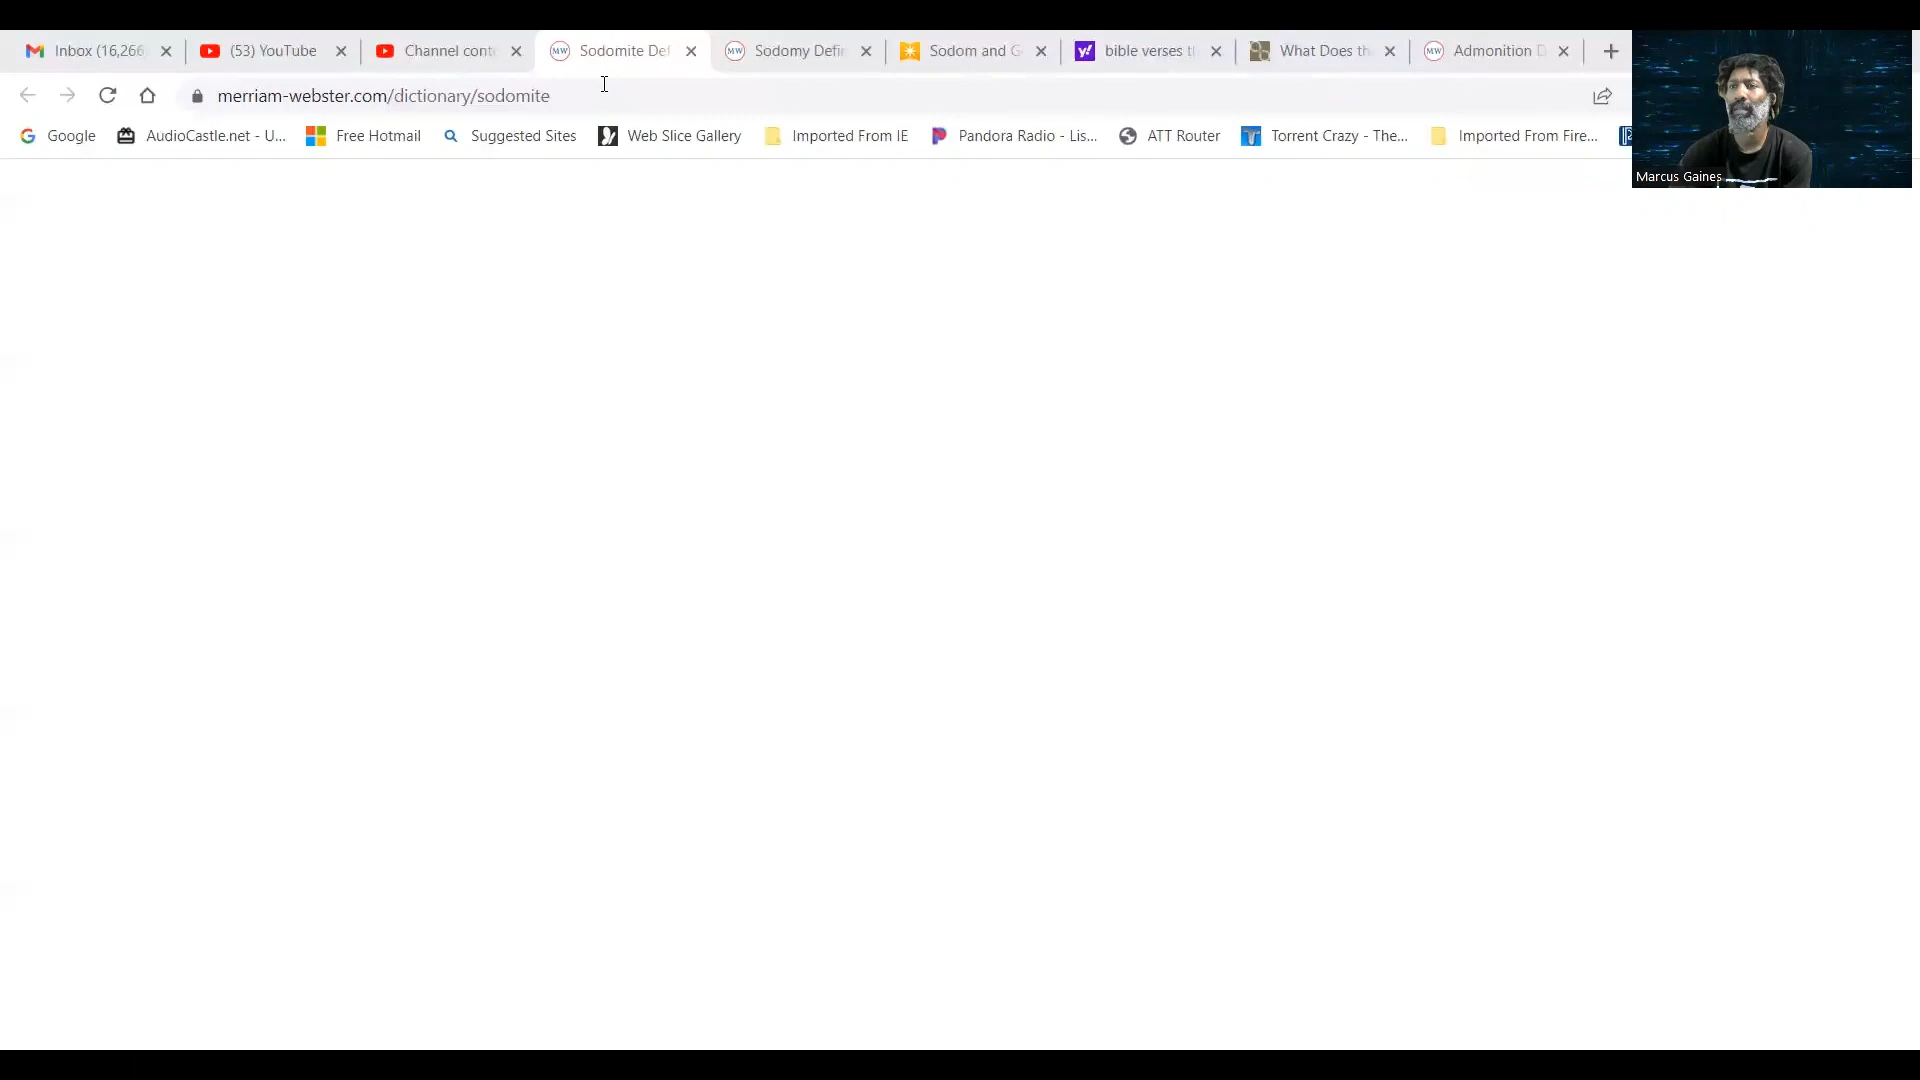 Inbox (16,266 (53) YouTube Channel cont Sodomite Def Sodomy Defin Sodom and G bible verses t What Does th Admonition D
merriam-webster.com/dictionary/sodomite
Google AudioCastle.net - U... Free Hotmail Suggested Sites Web Slice Gallery Imported From IE Pandora Radio - Lis... ATT Router Torrent Crazy - The... Imported From Fire...
Marcus Gaines